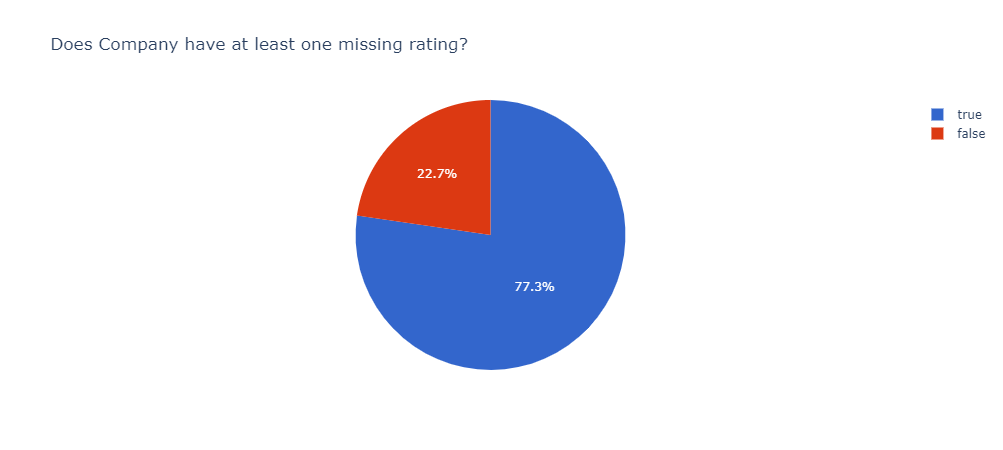 Does Company have at least one missing rating?
true
false
22.7%
77.3%